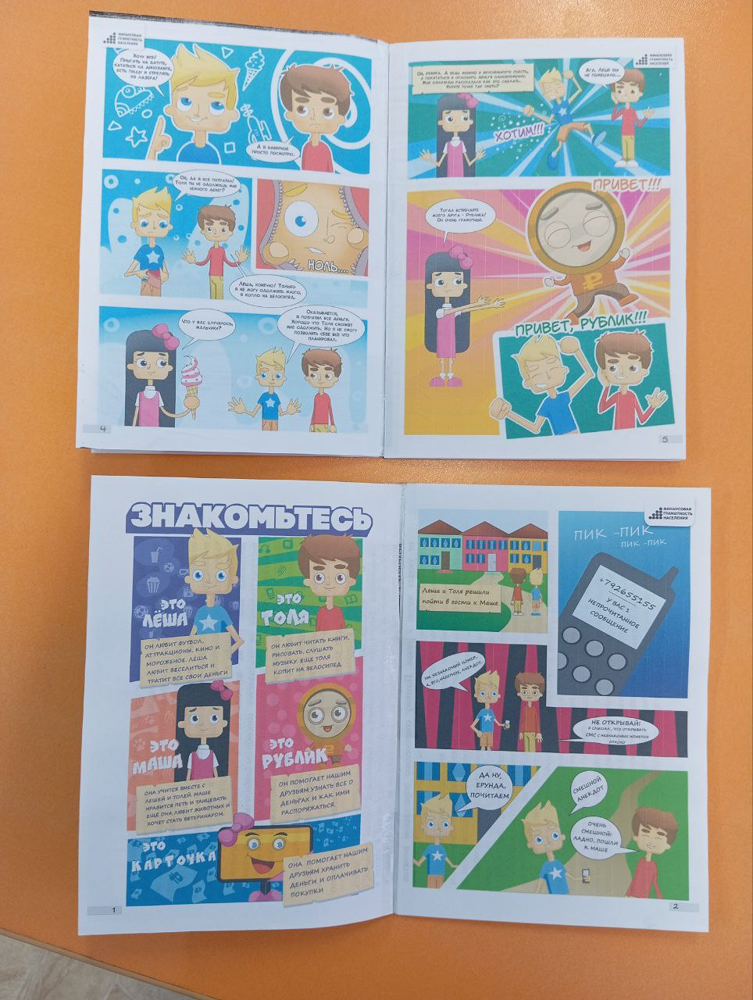 ФИНАНСОВАЯ
ГРАМОТНОСТЬ
НАСЕЛЕНИЯ
ХОЧУ ВСЕ!
ПРЫГАТЬ НА БАТУТЕ,
КАТАТЬСЯ НА ДИНОЗАВРЕ,
ЕСТЬ ПИЦЦУ И СТРЕЛЯТЬ
ИЗ ЛАЗЕРА!
А Я НАВЕРНОЕ
ПРОСТО ПОСМОТРЮ.
ОЙ, ДА Я ВСЕ ПОТРАТИЛ!
ТОЛЯ ТЫ НЕ ОДОЛЖИШЬ МНЕ
НЕМНОГО ДЕНЕГ?
НОЛЬ....
ЛЕША, КОНЕЧНО! ТОЛЬКО
Я НЕ МОГУ ОДОЛЖИТЬ МНОГО,
Я КОПЛЮ НА ВЕЛОСИПЕД.
ЧТО У ВАС СЛУЧИЛОСЬ
МАЛЬЧИКИ?
ОКАЗЫВАЕТСЯ,
Я ПОТРАТИЛ ВСЕ ДЕНЬГИ.
ХОРОШО ЧТО ТОЛЯ СМОЖЕТ
МНЕ ОДОЛЖИТЬ. НО Я НЕ СМОГУ
ПОЗВОЛИТЬ СЕБЕ ВСЕ ЧТО
ПЛАНИРОВАЛ.
4
ФИНАНСОВАЯ
ГРАМОТНОСТЬ
НАСЕЛЕНИЯ
ОХ, РЕБЯТА. А ВЕДЬ МОЖНО И ВКУСНЕНЬКОГО СЪЕСТЬ,
И ПОКАТАТЬСЯ И ОТЛОЖИТЬ ДЕНЬГИ ОДНОВРЕМЕННО.
МНЕ ОДНАЖДЫ РАССКАЗАЛИ КАК ЭТО СДЕЛАТЬ.
ХОТИТЕ ТОЖЕ ТАК УМЕТЬ?
АГА, ЛЕШЕ БЫ
НЕ ПОМЕШАЛО...
ХОТИМ!!!
ПРИВЕТ!!!
ТОГДА ВСТРЕЧАЙТЕ
МОЕГО ДРУГА - РУБЛИКА!
ОН ОЧЕНЬ ГРАМОТНЫЙ.
ПРИВЕТ, РУБЛИК!!!
5
ЗНАКОМЬТЕСЬ
ЭТО
ЛЁША
ОН ЛЮБИТ ФУТБОЛ,
АТТРАКЦИОНЫ, КИНО И
МОРОЖЕНОЕ. ЛЕША
ЛЮБИТ ВЕСЕЛИТЬСЯ И
ТРАТИТ ВСЕ СВОИ ДЕНЬГИ
ЭТО
ТОЛЯ
ОН ЛЮБИТ ЧИТАТЬ КНИГИ,
РИСОВАТЬ, СЛУШАТЬ
МУЗЫКУ. ЕЩЕ ТОЛЯ
КОПИТ НА ВЕЛОСИПЕД
ЭТО
МАША
ОНА УЧИТСЯ ВМЕСТЕ С
ЛЕШЕЙ И ТОЛЕЙ. МАШЕ
НРАВИТСЯ ПЕТЬ И ТАНЦЕВАТЬ.
ЕЩЁ ОНА ЛЮБИТ ЖИВОТНЫХ И
ХОЧЕТ СТАТЬ ВЕТЕРИНАРОМ.
ЭТО
РУБЛИК
ОН ПОМОГАЕТ НАШИМ
ДРУЗЬЯМ УЗНАТЬ ВСЕ О
ДЕНЬГАХ И КАК ИМИ
РАСПОРЯЖАТЬСЯ.
ЭТО
КАРТОЧКА
ОНА ПОМОГАЕТ НАШИМ
ДРУЗЬЯМ ХРАНИТЬ
ДЕНЬГИ И ОПЛАЧИВАТЬ
ПОКУПКИ
1
ФИНАНСОВАЯ
ГРАМОТНОСТЬ
НАСЕЛЕНИЯ
Леша и Толя решили
пойти в гости к Маше
ПИК -ПИК
ПИК -ПИК
+792655155
У ВАС 1
НЕПРОЧИТАННОЕ
СООБЩЕНИЕ
ХМ, НЕЗНАКОМЫЙ НОМЕР.
А, ЭТО,НАВЕРНОЕ, АНЕКДОТ..
НЕ ОТКРЫВАЙ!
Я СЛЫШАЛ , ЧТО ОТКРЫВАТЬ
СМС С НЕЗНАКОМЫХ НОМЕРОВ
ОПАСНО
ДА НУ,
ЕРУНДА,
ПОЧИТАЕМ
СМЕШНОЙ
АНЕКДОТ
ОЧЕНЬ
СМЕШНОЙ!
ЛАДНО, ПОШЛИ
К МАШЕ
2